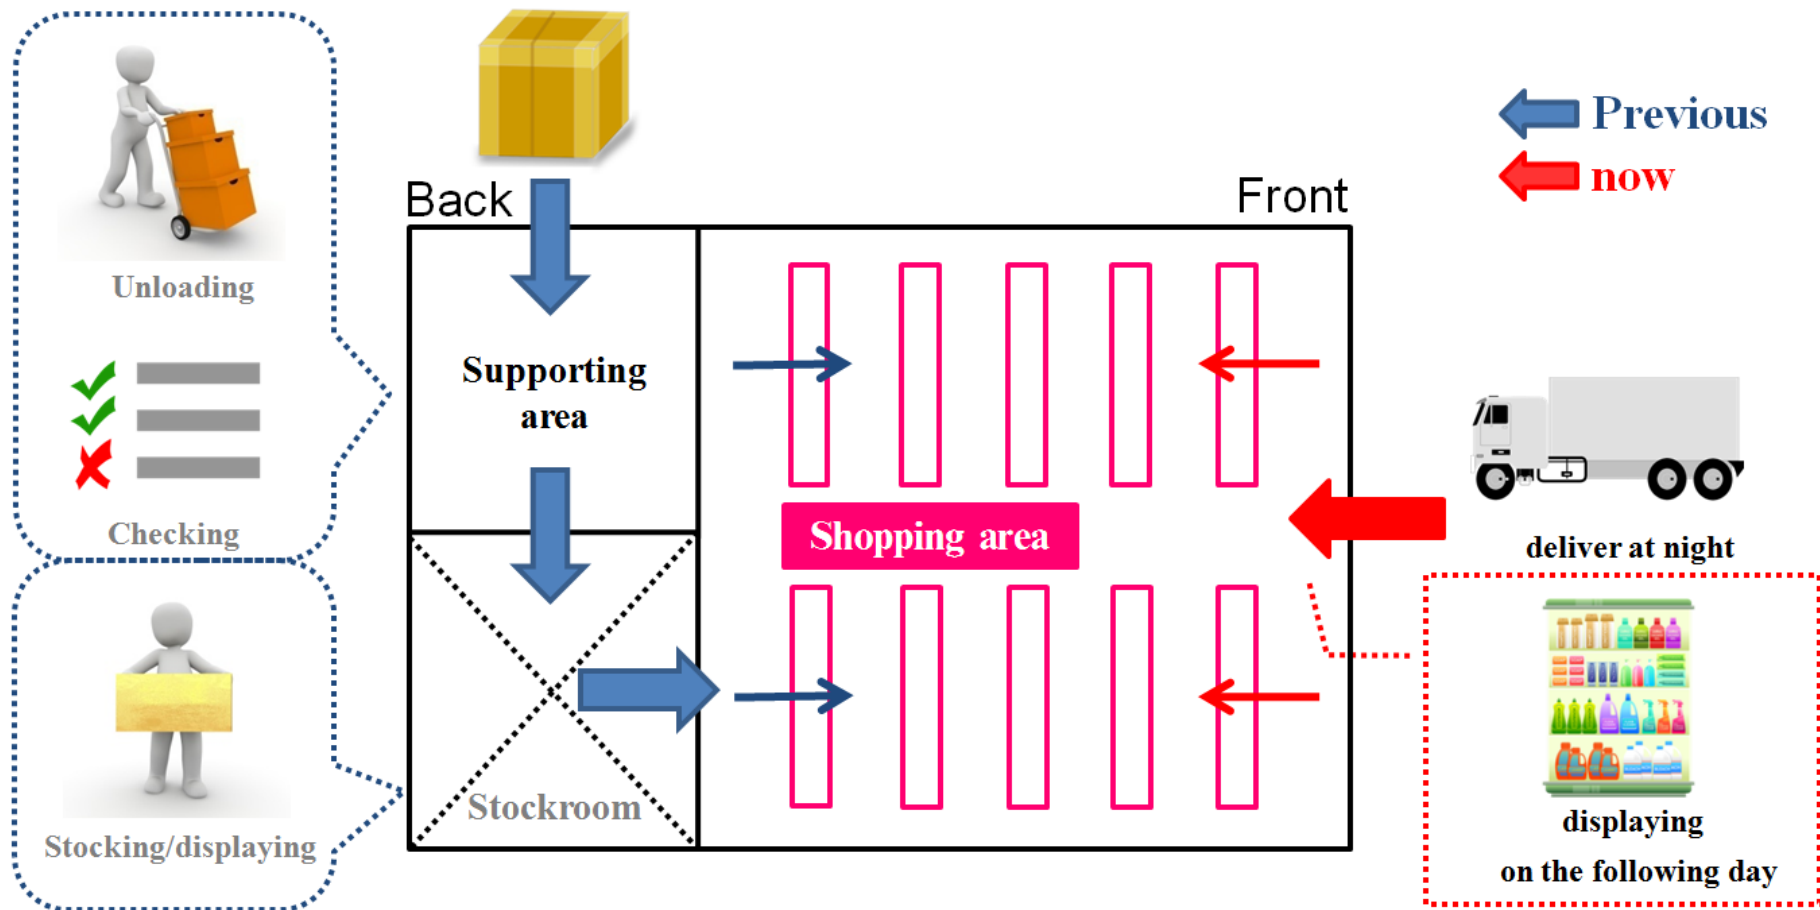 Previous
now
Back
Front
Unloading
Supporting
area
Checking
Shopping area
deliver at night
Stockroom
Stocking/displaying
displaying
on the following day